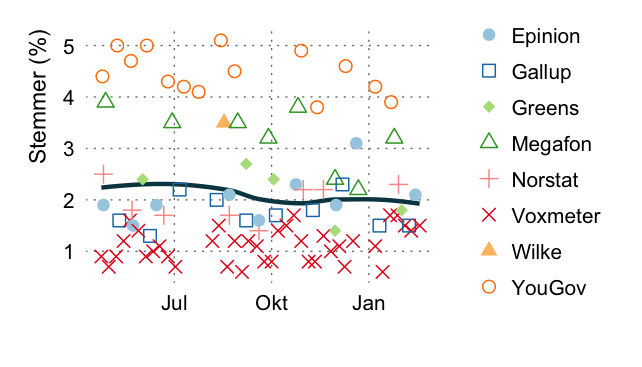 Stemmer (%)
5
4
3
2
1
Jul
Okt
Jan
Epinion
Gallup
Greens
Megafon
Norstat
Voxmeter
Wilke
YouGov